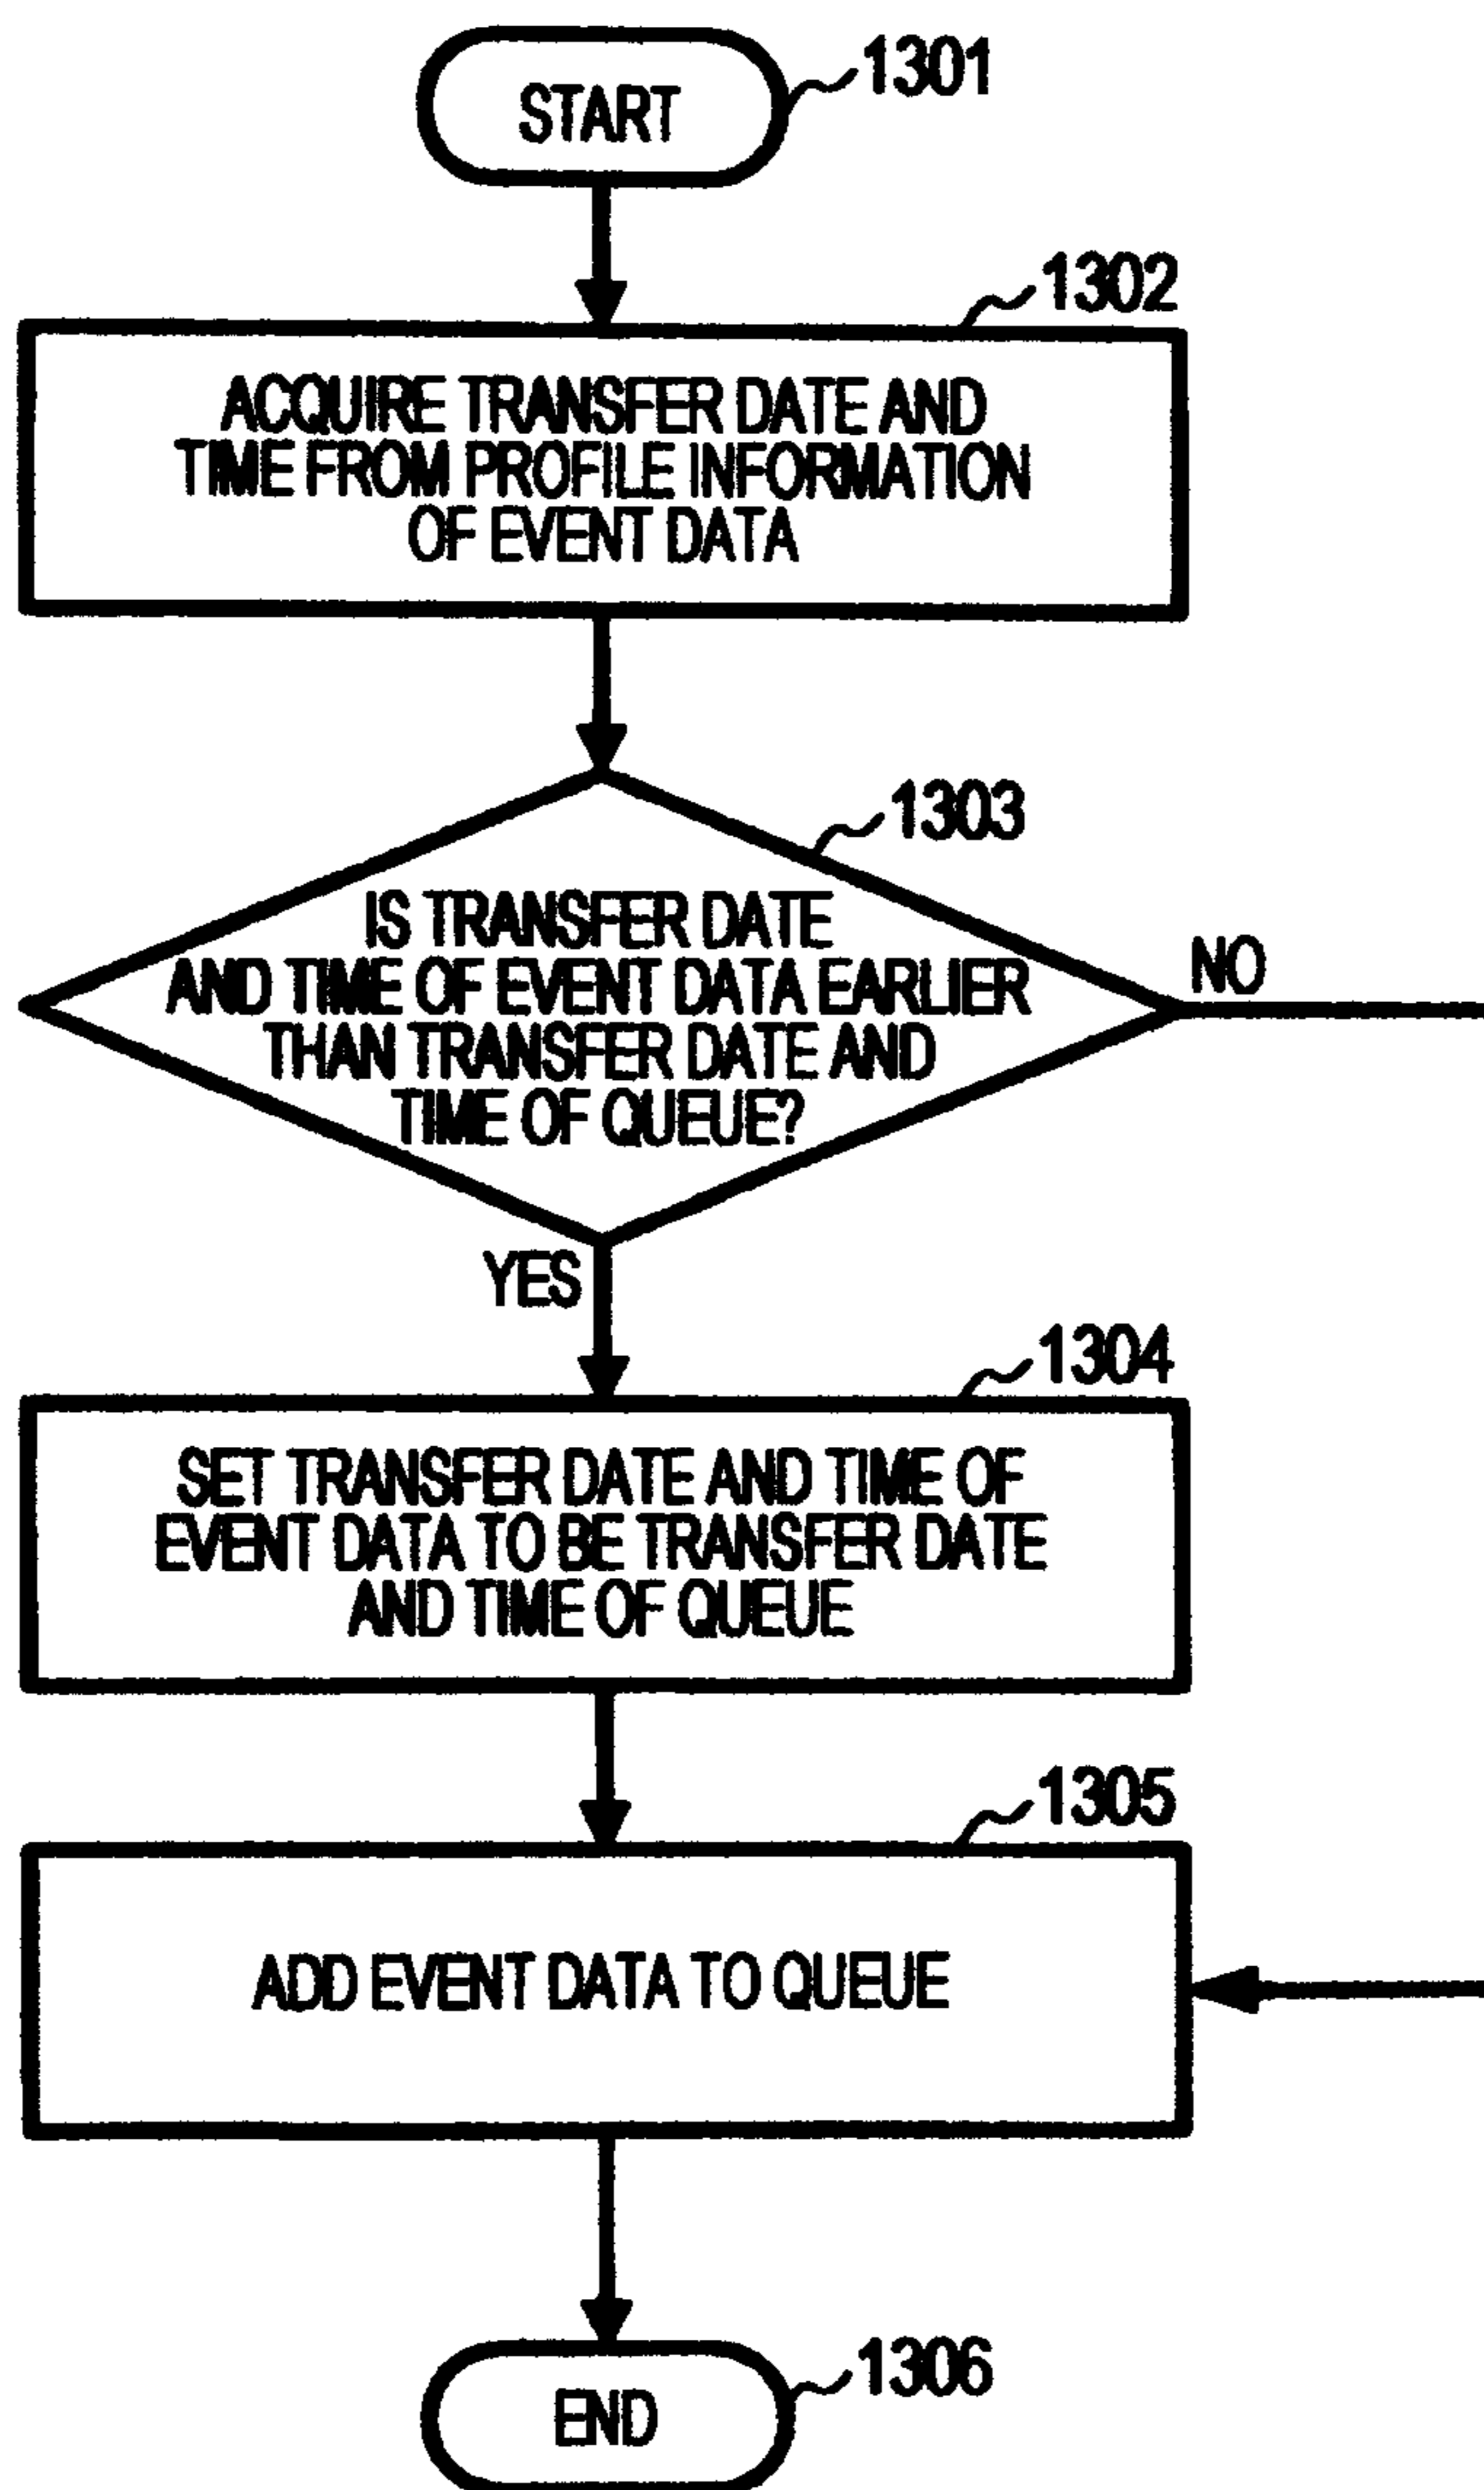 START
1301
1302
ACQUIRE TRANSFER DATE AND
TIME FROM PROFILE INFORMATION
OF EVENT DATA
1303
IS TRANSFER DATE
AND TIME OF EVENT DATA EARLIER
THAN TRANSFER DATE AND
TIME OF QUEUE?
NO
YES
1304
SET TRANSFER DATE AND TIME OF
EVENT DATA TO BE TRANSFER DATE
AND TIME OF QUEUE
1305
ADD EVENT DATA TO QUEUE
END
1306